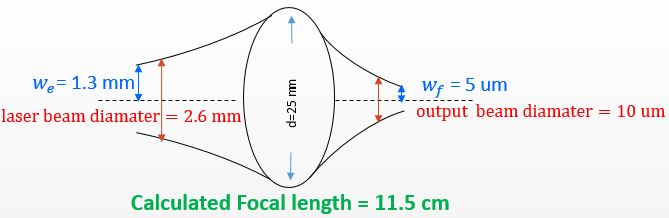 wₑ= 1.3 mm
laser beam diamater = 2.6 mm
d=25 mm
w_f = 5 um
output beam diamater = 10 um
Calculated Focal length = 11.5 cm